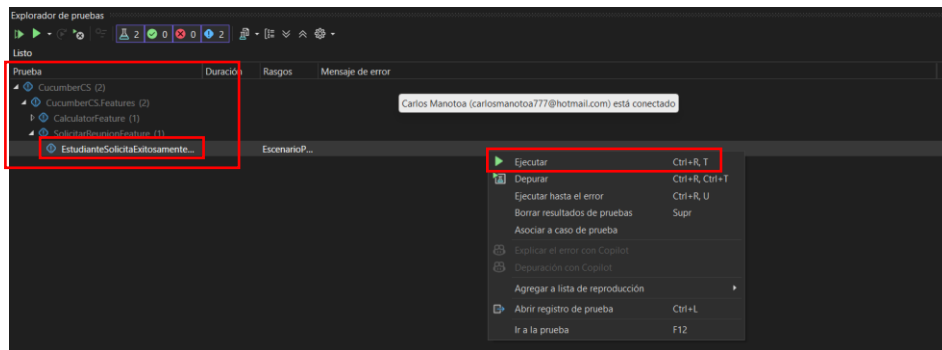 Explorador de pruebas
2 0 0 2
Listo
Prueba Duración Rasgos Mensaje de error
CucumberCS (2)
CucumberCS.Features (2)
Carlos Manotoa (carlosmanotoa777@hotmail.com) está conectado
CalculatorFeature (1)
SolicitarReunionFeature (1)
EstudianteSolicitaExitosamente... EscenarioP...
Ejecutar Ctrl+R, T
Depurar Ctrl+R, Ctrl+T
Ejecutar hasta el error Ctrl+R, U
Borrar resultados de pruebas Supr
Asociar a caso de prueba
Explicar el error con Copilot
Depuración con Copilot
Agregar a lista de reproducción
Abrir registro de prueba Ctrl+L
Ir a la prueba F12